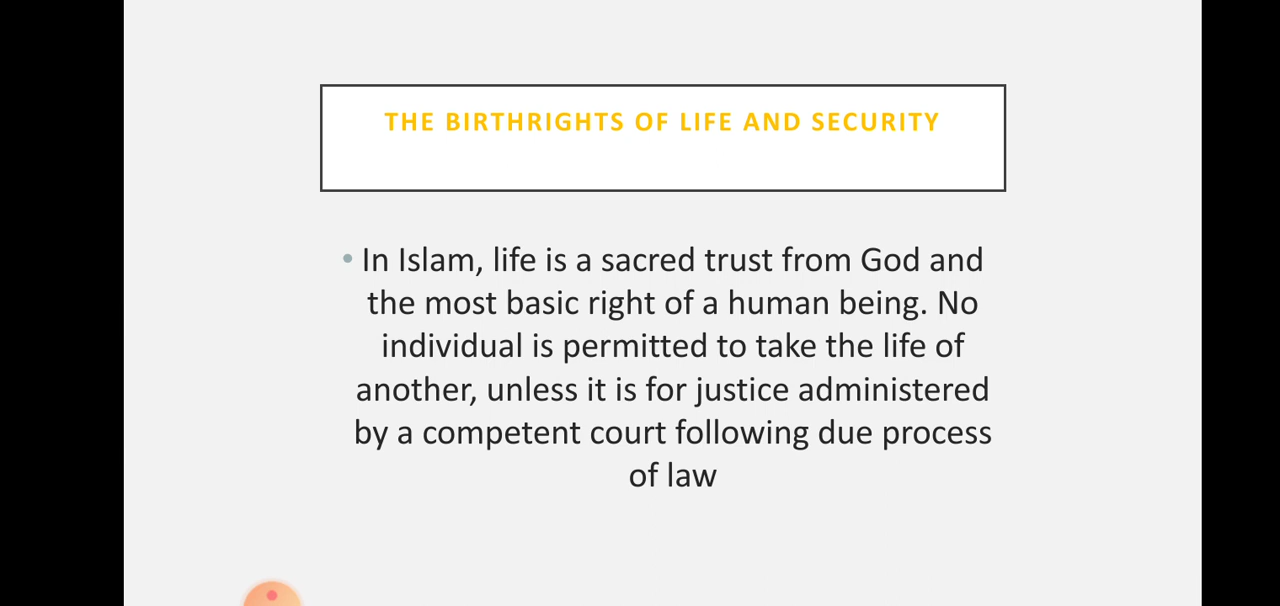 THE BIRTHRIGHTS OF LIFE AND SECURITY
• In Islam, life is a sacred trust from God and
the most basic right of a human being. No
individual is permitted to take the life of
another, unless it is for justice administered
by a competent court following due process
of law